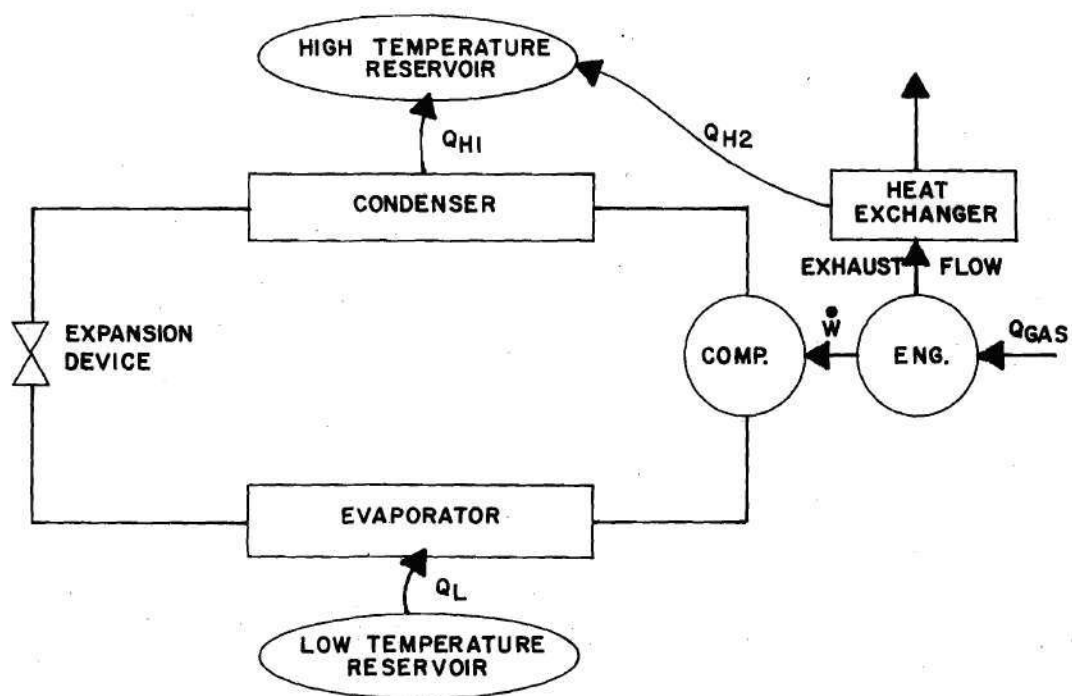 HIGH TEMPERATURE
RESERVOIR
QH1
QH2
CONDENSER
HEAT
EXCHANGER
EXHAUST FLOW
EXPANSION
DEVICE
COMP.
Ẇ
ENG.
QGAS
EVAPORATOR
QL
LOW TEMPERATURE
RESERVOIR